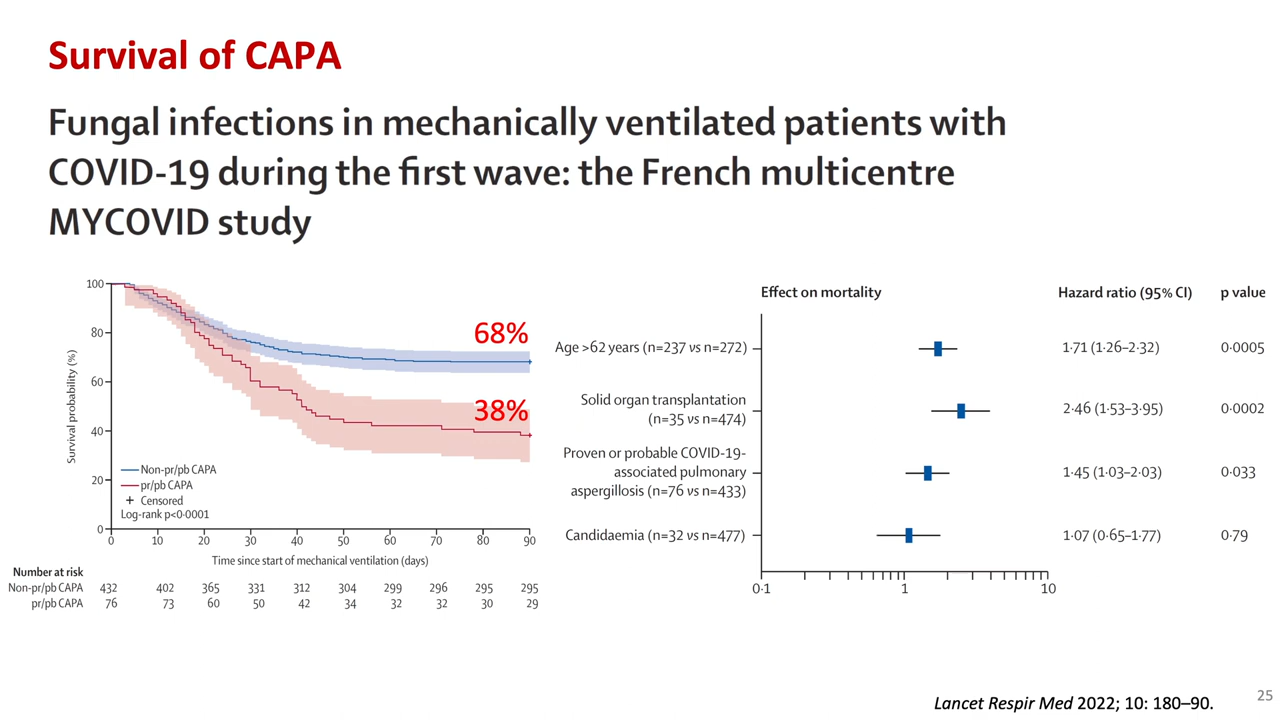 Survival of CAPA
Fungal infections in mechanically ventilated patients with
COVID-19 during the first wave: the French multicentre
MYCOVID study
100
80
60
40
20
0
Survival probability (%)
68%
38%
Non-pr/pb CAPA
pr/pb CAPA
+ Censored
Log-rank p<0·0001
0 10 20 30 40 50 60 70 80 90
Time since start of mechanical ventilation (days)
Number at risk
Non-pr/pb CAPA 432 402 365 331 312 304 299 296 295 295
pr/pb CAPA 76 73 60 50 42 34 32 32 30 29
Effect on mortality Hazard ratio (95% CI) p value
Age >62 years (n=237 vs n=272) 1·71 (1·26–2·32) 0·0005
Solid organ transplantation
(n=35 vs n=474) 2·46 (1·53–3·95) 0·0002
Proven or probable COVID-19-
associated pulmonary
aspergillosis (n=76 vs n=433) 1·45 (1·03–2·03) 0·033
Candidaemia (n=32 vs n=477) 1·07 (0·65–1·77) 0·79
0·1 1 10
Lancet Respir Med 2022; 10: 180–90.
25